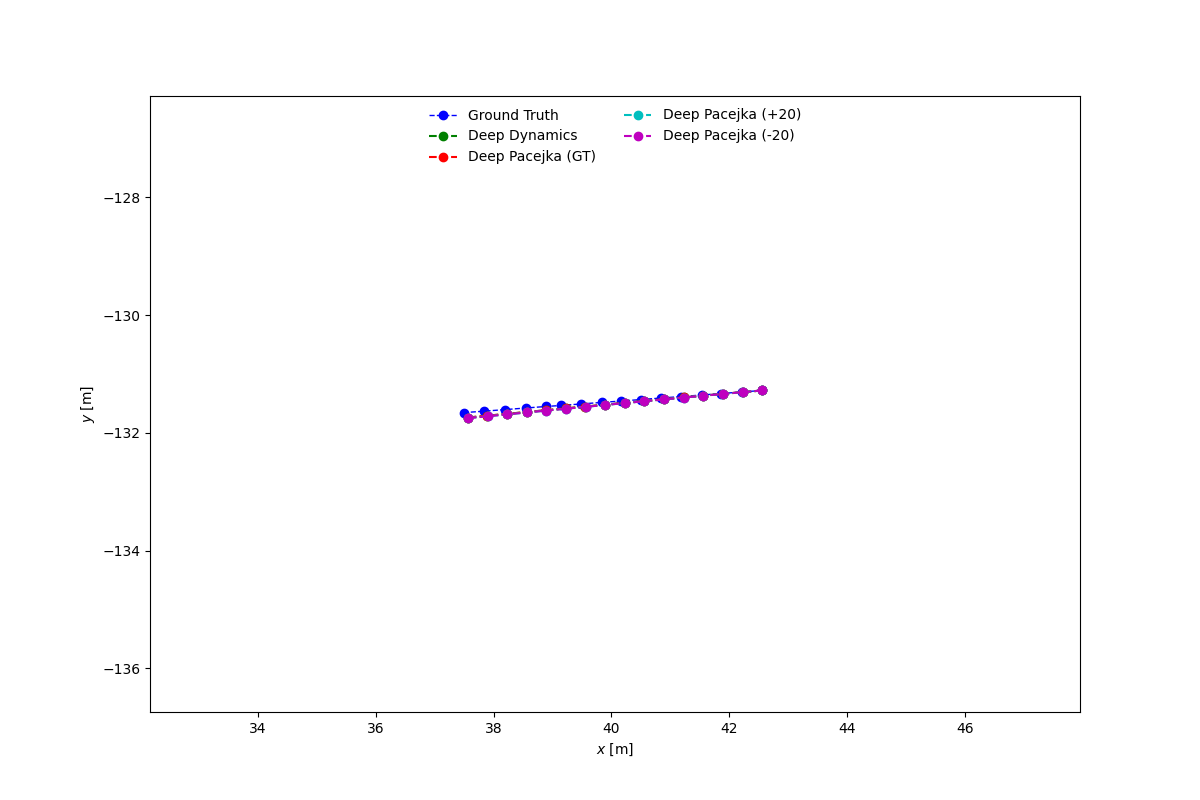 Ground Truth
Deep Dynamics
Deep Pacejka (GT)
Deep Pacejka (+20)
Deep Pacejka (-20)
−128
−130
−132
−134
−136
y [m]
34 36 38 40 42 44 46
x [m]